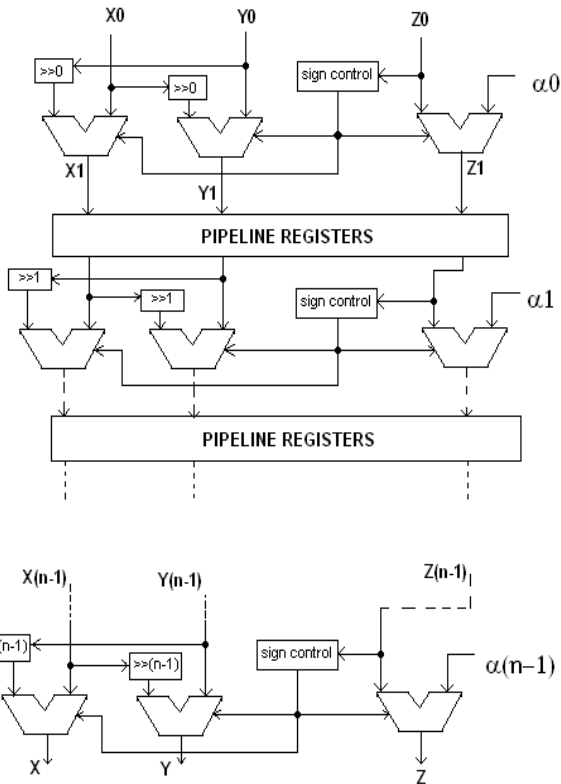 X0 Y0 Z0
>>0
>>0
sign control
α0
X1
Y1
Z1
PIPELINE REGISTERS
>>1
>>1
sign control
α1
PIPELINE REGISTERS
X(n-1)
Y(n-1)
Z(n-1)
(n-1)
>>(n-1)
sign control
α(n−1)
X Y Z